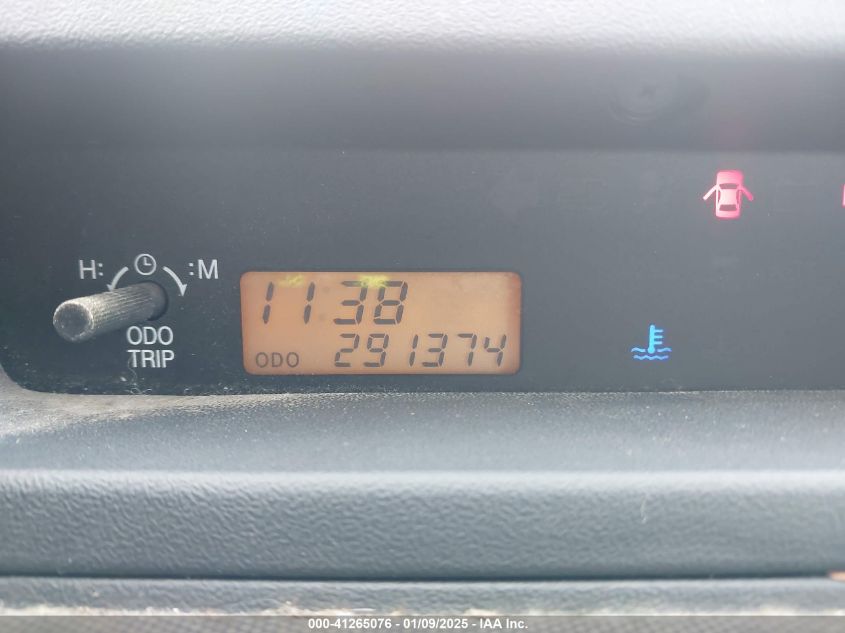 H: :M
ODO
TRIP
1138
ODO 291374
000-41265076 - 01/09/2025 - IAA Inc.